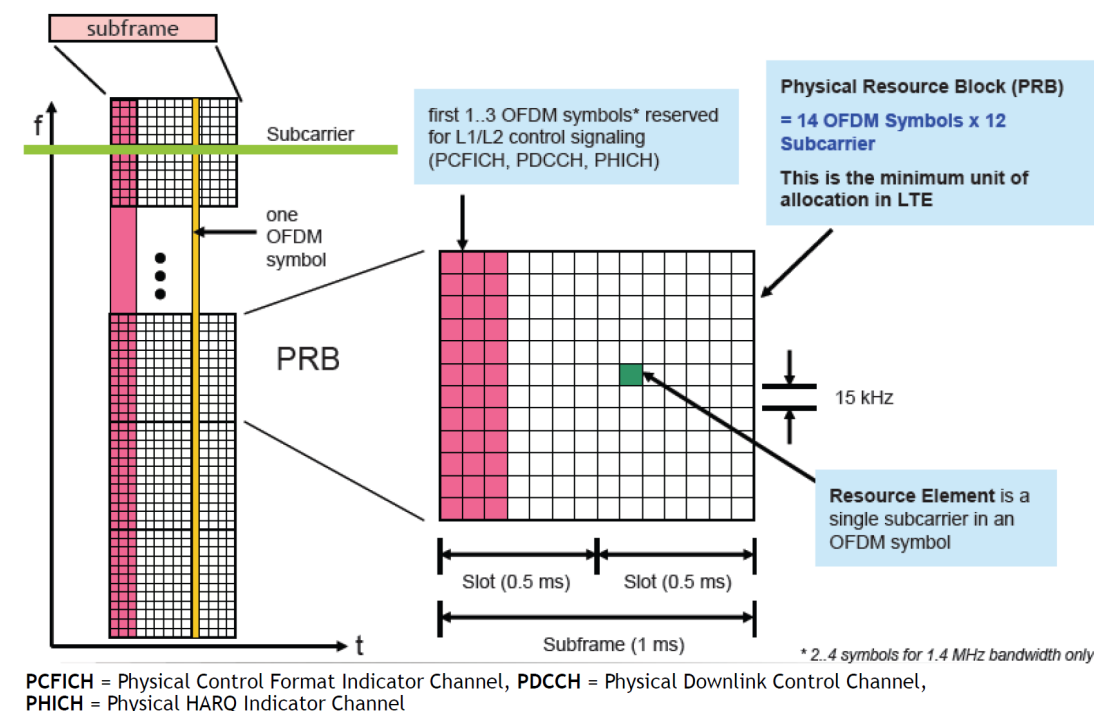 subframe
f
Subcarrier
one
OFDM
symbol
PRB
t
first 1..3 OFDM symbols* reserved
for L1/L2 control signaling
(PCFICH, PDCCH, PHICH)
Physical Resource Block (PRB)
= 14 OFDM Symbols x 12
Subcarrier
This is the minimum unit of
allocation in LTE
15 kHz
Resource Element is a
single subcarrier in an
OFDM symbol
Slot (0.5 ms)
Slot (0.5 ms)
Subframe (1 ms)
* 2..4 symbols for 1.4 MHz bandwidth only
PCFICH = Physical Control Format Indicator Channel, PDCCH = Physical Downlink Control Channel,
PHICH = Physical HARQ Indicator Channel